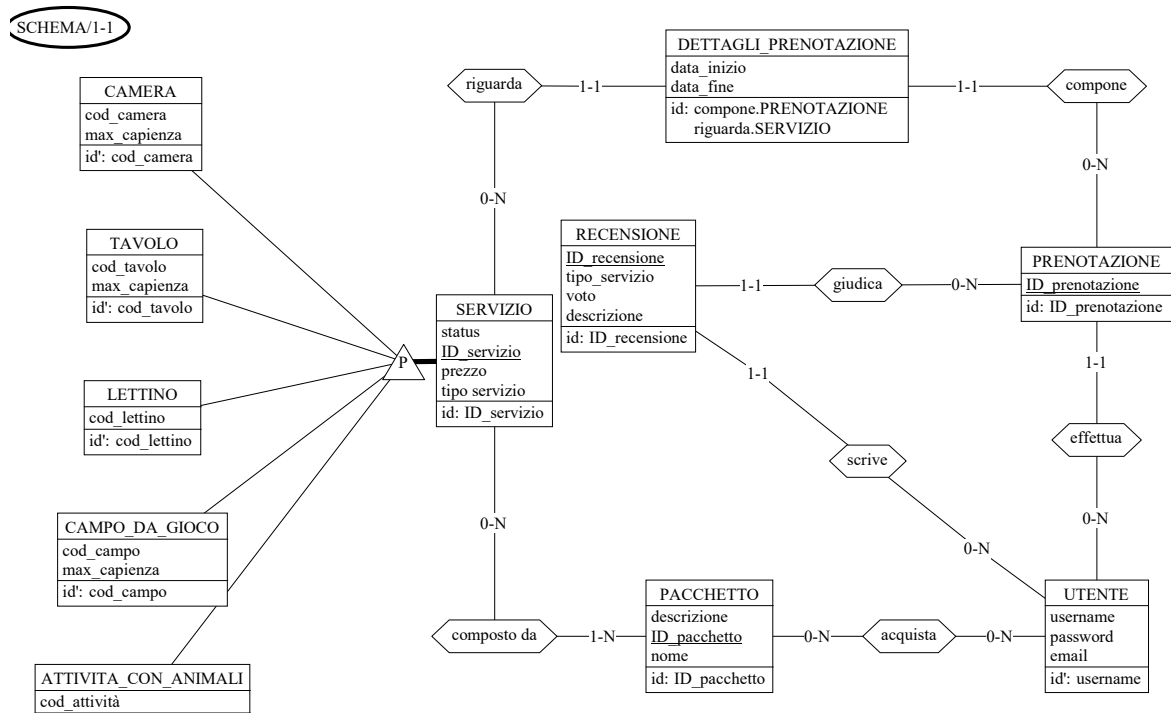 SCHEMA/1-1
CAMERA
cod_camera
max_capienza
id': cod_camera
TAVOLO
cod_tavolo
max_capienza
id': cod_tavolo
LETTINO
cod_lettino
id': cod_lettino
CAMPO_DA_GIOCO
cod_campo
max_capienza
id': cod_campo
ATTIVITA_CON_ANIMALI
cod_attività
P
SERVIZIO
status
ID_servizio
prezzo
tipo servizio
id: ID_servizio
0-N
riguarda
1-1
DETTAGLI_PRENOTAZIONE
data_inizio
data_fine
id: compone.PRENOTAZIONE
riguarda.SERVIZIO
1-1
compone
0-N
RECENSIONE
ID_recensione
tipo_servizio
voto
descrizione
id: ID_recensione
1-1
giudica
0-N
PRENOTAZIONE
ID_prenotazione
id: ID_prenotazione
1-1
effettua
0-N
1-1
scrive
0-N
0-N
composto da
1-N
PACCHETTO
descrizione
ID_pacchetto
nome
id: ID_pacchetto
0-N
acquista
0-N
UTENTE
username
password
email
id': username